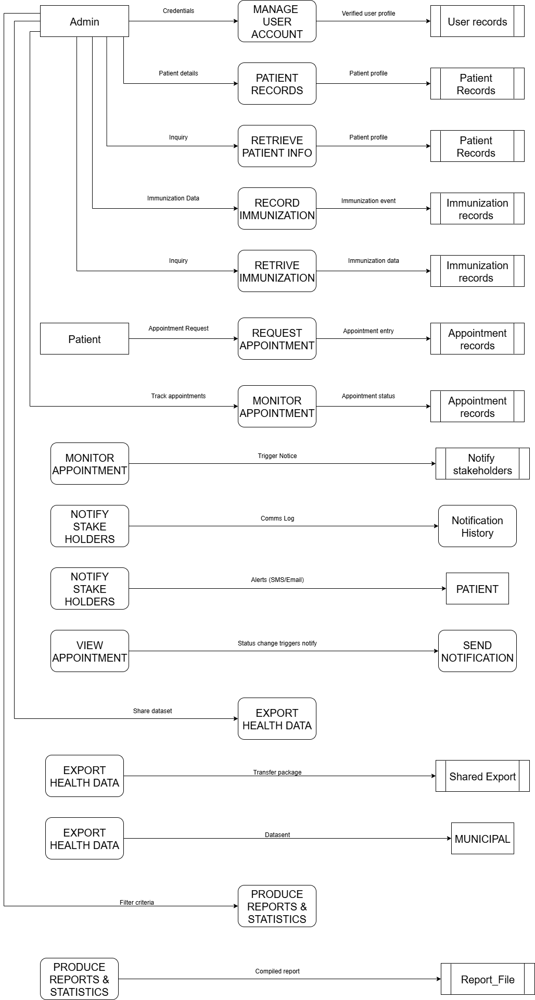 Admin
Credentials
MANAGE
USER
ACCOUNT
Verified user profile
User records
Patient details
PATIENT
RECORDS
Patient profile
Patient
Records
Inquiry
RETRIEVE
PATIENT INFO
Patient profile
Patient
Records
Immunization Data
RECORD
IMMUNIZATION
Immunization event
Immunization
records
Inquiry
RETRIVE
IMMUNIZATION
Immunization data
Immunization
records
Patient
Appointment Request
REQUEST
APPOINTMENT
Appointment entry
Appointment
records
Track appointments
MONITOR
APPOINTMENT
Appointment status
Appointment
records
MONITOR
APPOINTMENT
Trigger Notice
Notify
stakeholders
NOTIFY
STAKE
HOLDERS
Comms Log
Notification
History
NOTIFY
STAKE
HOLDERS
Alerts (SMS/Email)
PATIENT
VIEW
APPOINTMENT
Status change triggers notify
SEND
NOTIFICATION
Share dataset
EXPORT
HEALTH DATA
EXPORT
HEALTH DATA
Transfer package
Shared Export
EXPORT
HEALTH DATA
Datasent
MUNICIPAL
Filter criteria
PRODUCE
REPORTS &
STATISTICS
PRODUCE
REPORTS &
STATISTICS
Compiled report
Report_File